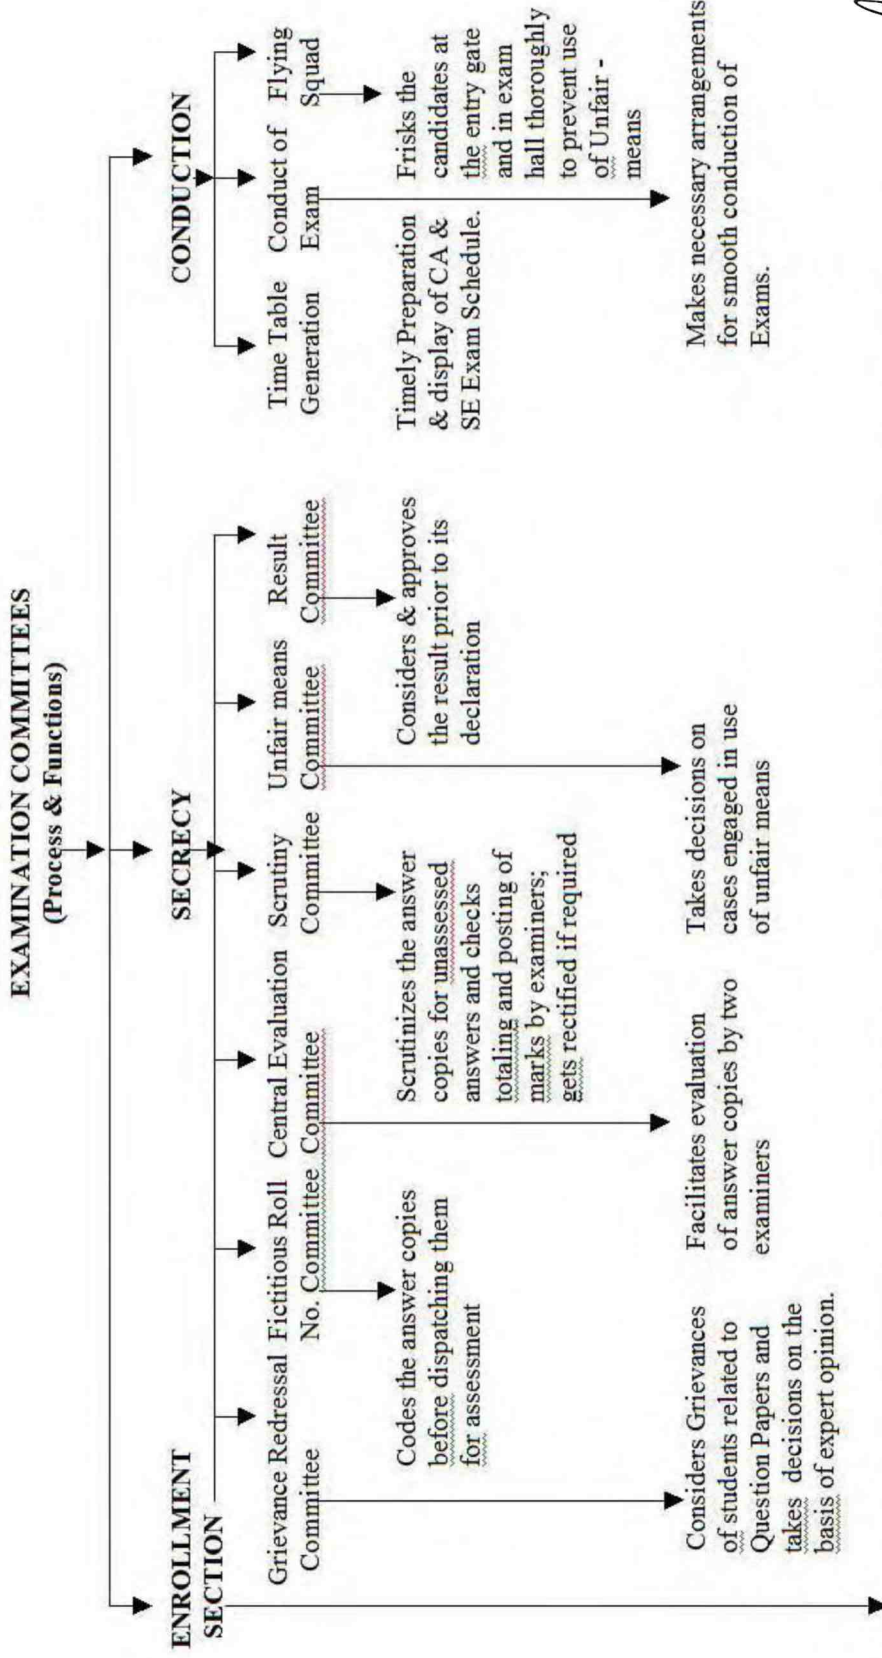 EXAMINATION COMMITTEES
(Process & Functions)
ENROLLMENT
SECTION
SECRECY
CONDUCTION
Grievance Redressal
Committee
Fictitious Roll
No. Committee
Central Evaluation
Committee
Scrutiny
Committee
Unfair means
Committee
Result
Committee
Time Table
Generation
Conduct of
Exam
Flying
Squad
Codes the answer copies
before dispatching them
for assessment
Scrutinizes the answer
copies for unassessed
answers and checks
totaling and posting of
marks by examiners;
gets rectified if required
Considers & approves
the result prior to its
declaration
Timely Preparation
& display of CA &
SE Exam Schedule.
Frisks the
candidates at
the entry gate
and in exam
hall thoroughly
to prevent use
of Unfair -
means
Considers Grievances
of students related to
Question Papers and
takes decisions on the
basis of expert opinion.
Facilitates evaluation
of answer copies by two
examiners
Takes decisions on
cases engaged in use
of unfair means
Makes necessary arrangements
for smooth conduction of
Exams.